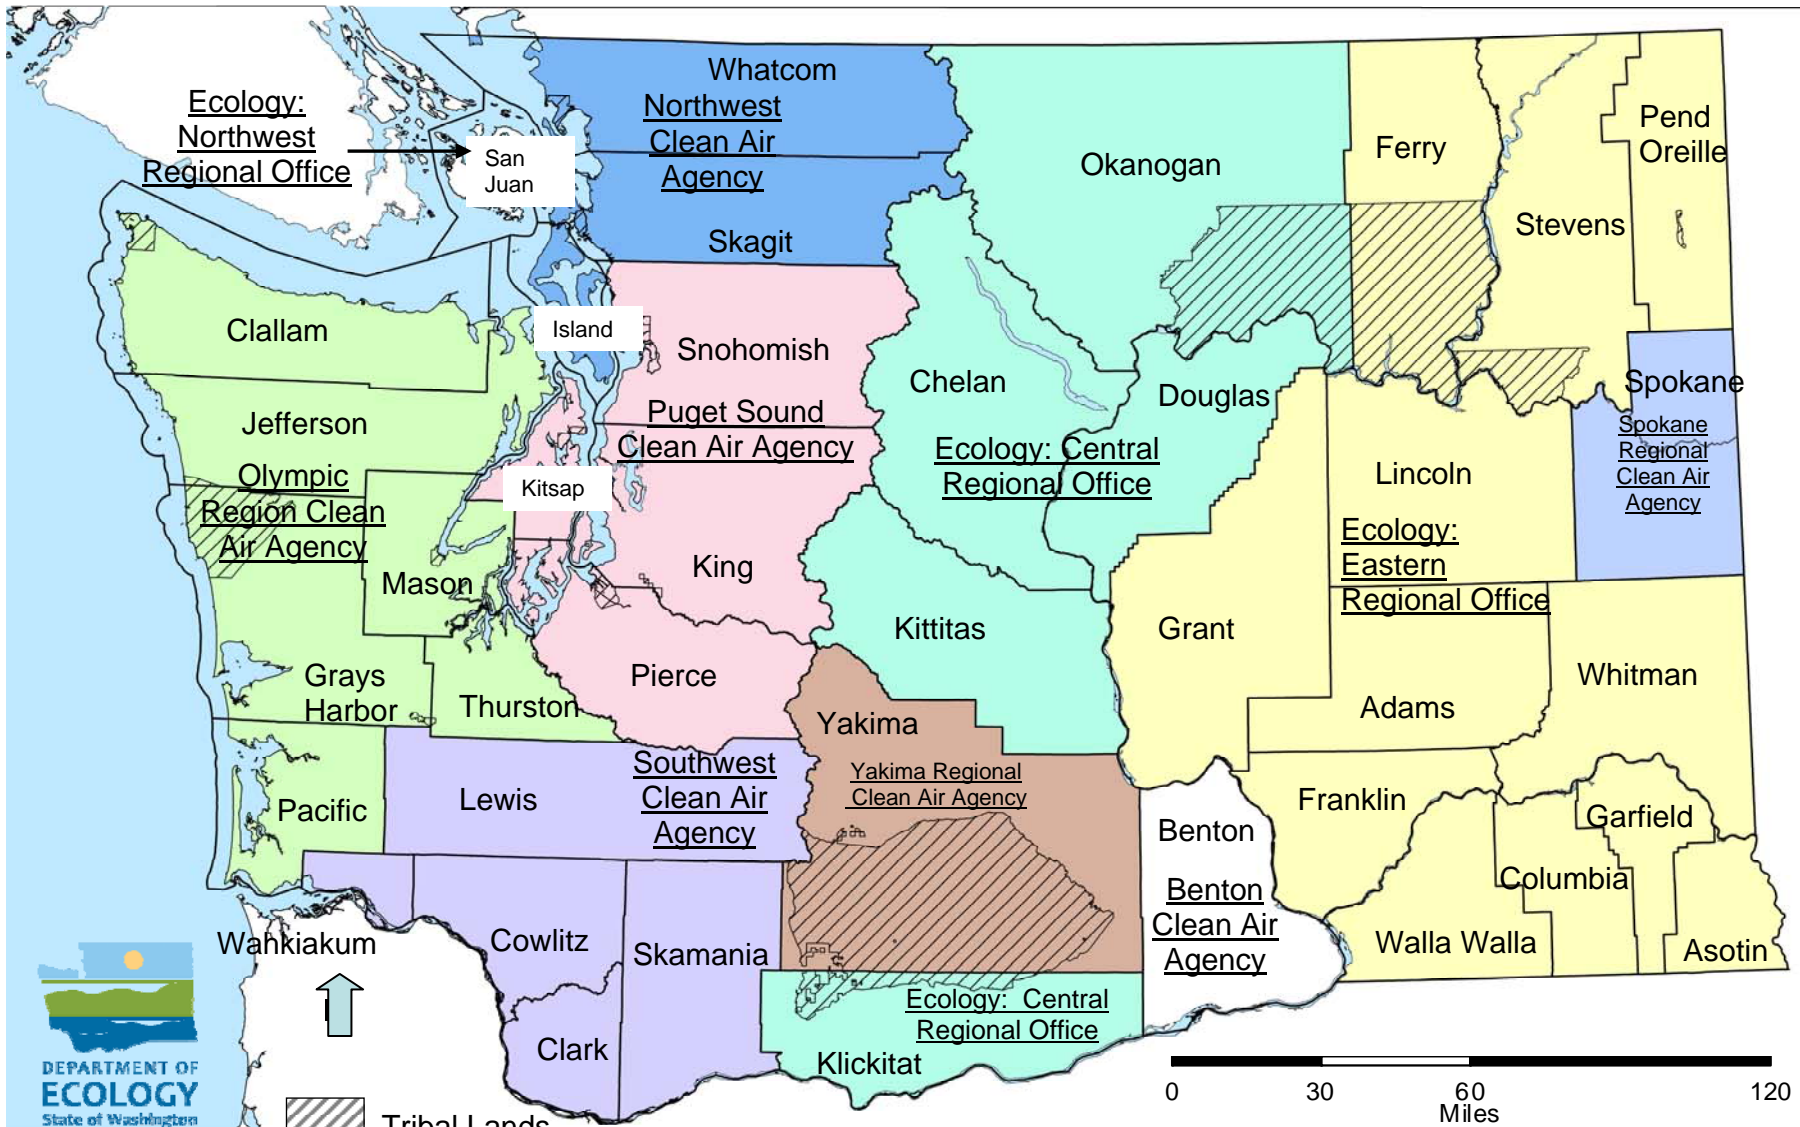 Whatcom
Northwest
Clean Air
Agency
Skagit
Ecology:
Northwest
Regional Office
San
Juan
Okanogan
Ferry
Pend
Oreille
Stevens
Clallam
Island
Snohomish
Chelan
Douglas
Spokane
Spokane
Regional
Clean Air
Agency
Jefferson
Puget Sound
Clean Air Agency
Ecology: Central
Regional Office
Lincoln
Olympic
Region Clean
Air Agency
Kitsap
Ecology:
Eastern
Regional Office
Mason
King
Kittitas
Grant
Grays
Harbor
Thurston
Pierce
Yakima
Adams
Whitman
Yakima Regional
Clean Air Agency
Southwest
Clean Air
Agency
Pacific
Lewis
Benton
Benton
Clean Air
Agency
Franklin
Garfield
Columbia
Walla Walla
Asotin
Wahkiakum
Cowlitz
Skamania
Clark
Ecology: Central
Regional Office
Klickitat
DEPARTMENT OF
ECOLOGY
State of Washington
Tribal Lands
0 30 60 120
Miles